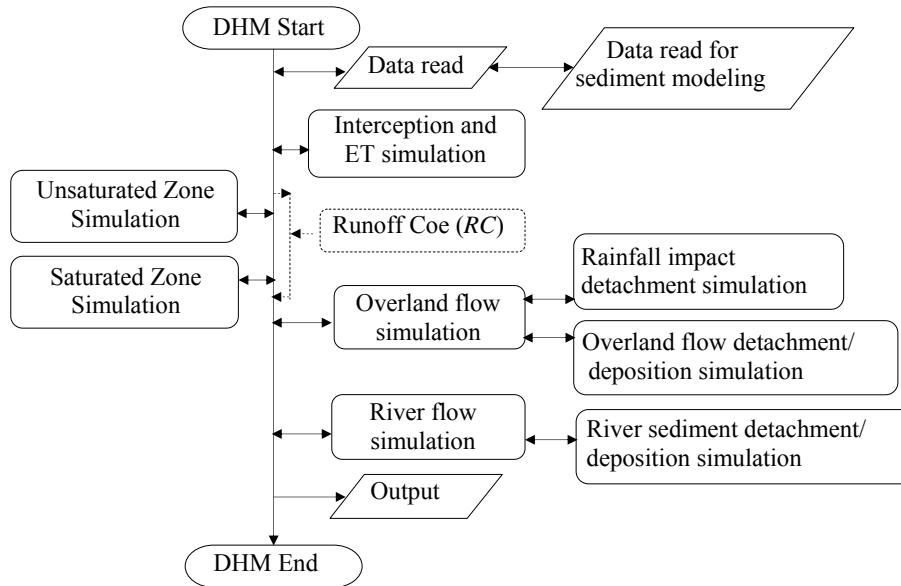 DHM Start
Data read
Data read for
sediment modeling
Interception and
ET simulation
Unsaturated Zone
Simulation
Runoff Coe (RC)
Saturated Zone
Simulation
Overland flow
simulation
Rainfall impact
detachment simulation
Overland flow detachment/
deposition simulation
River flow
simulation
River sediment detachment/
deposition simulation
Output
DHM End